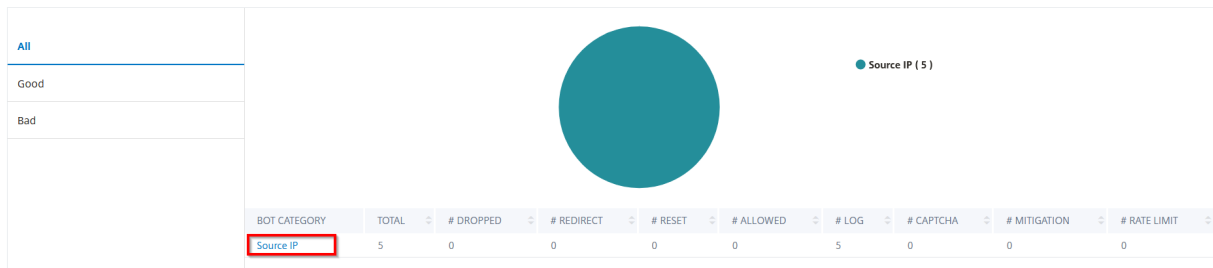 All
Good
Bad
Source IP ( 5 )
BOT CATEGORY TOTAL # DROPPED # REDIRECT # RESET # ALLOWED # LOG # CAPTCHA # MITIGATION # RATE LIMIT
Source IP 5 0 0 0 0 5 0 0 0